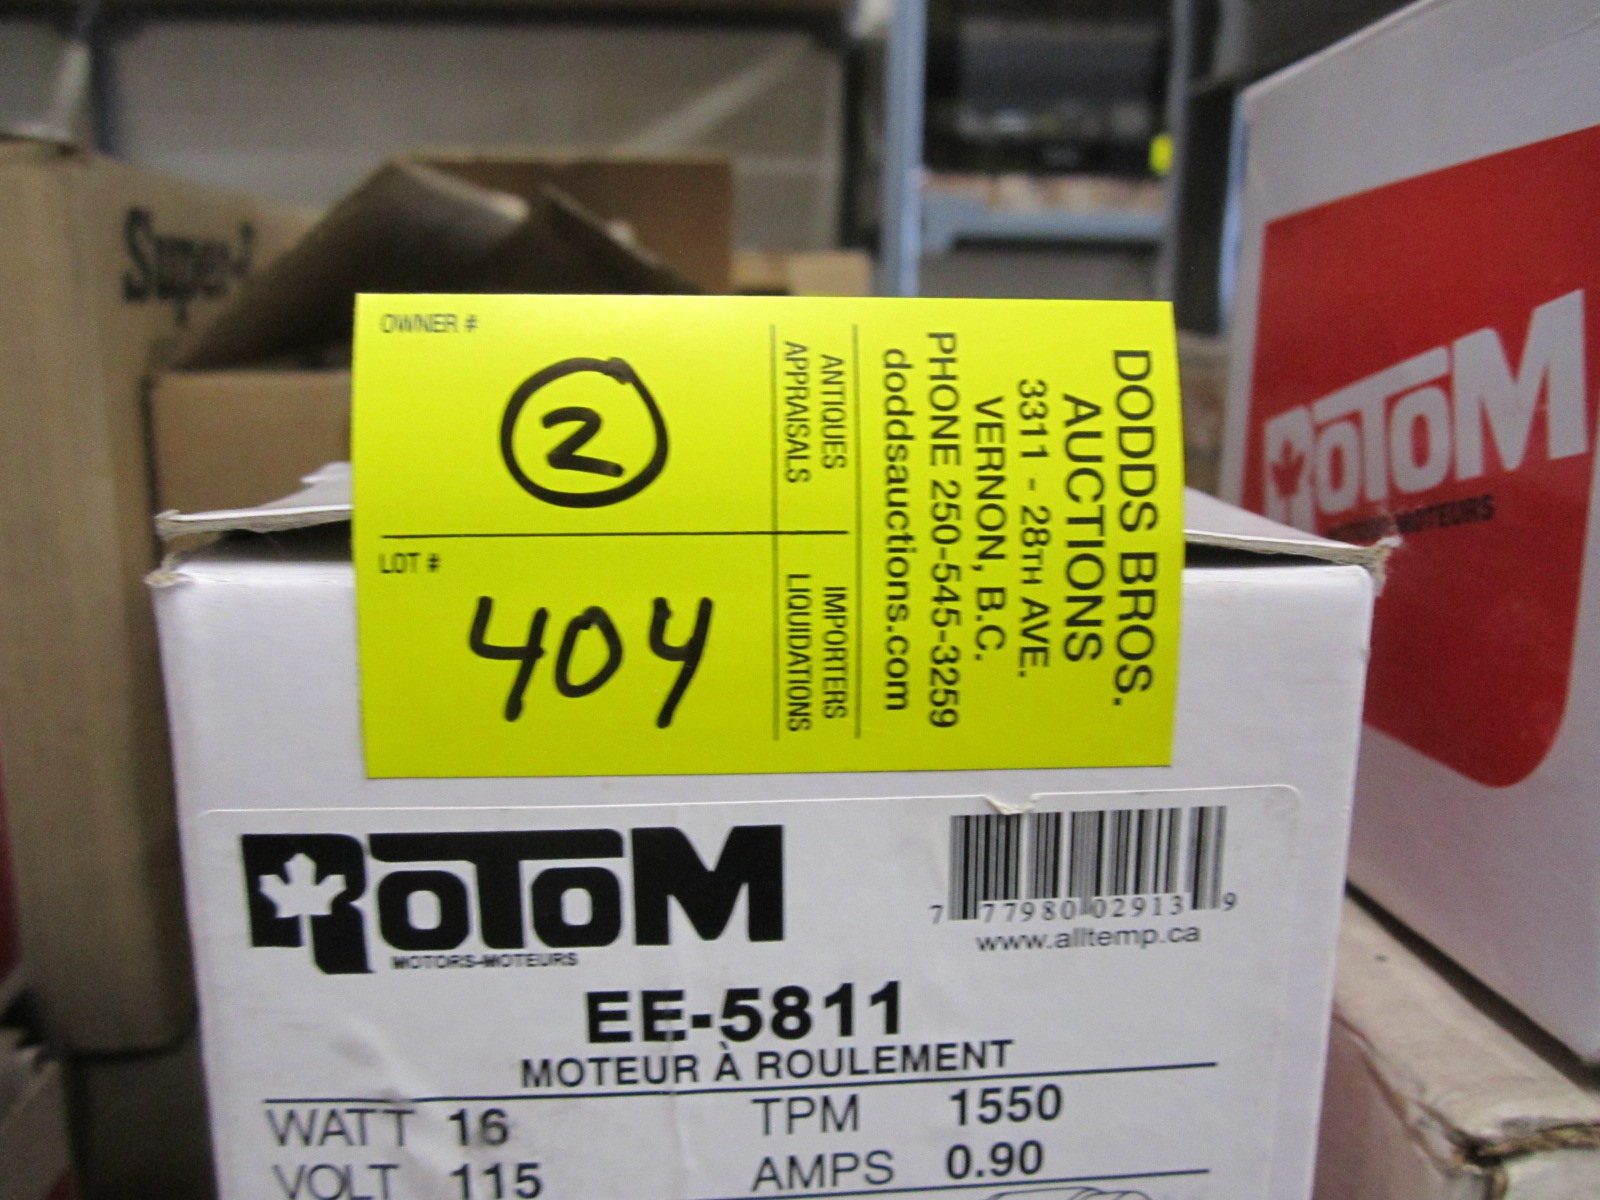 Super-
OWNER #
2
LOT #
404
ANTIQUES
APPRAISALS
IMPORTERS
LIQUIDATIONS
DODDS BROS.
AUCTIONS
3311 - 28TH AVE.
VERNON, B.C.
PHONE 250-545-3259
doddsauctions.com
ROTOM
MOTEURS
ROTOM
MOTORS-MOTEURS
7 77980 02913 9
www.alltemp.ca
EE-5811
MOTEUR À ROULEMENT
WATT 16 TPM 1550
VOLT 115 AMPS 0.90